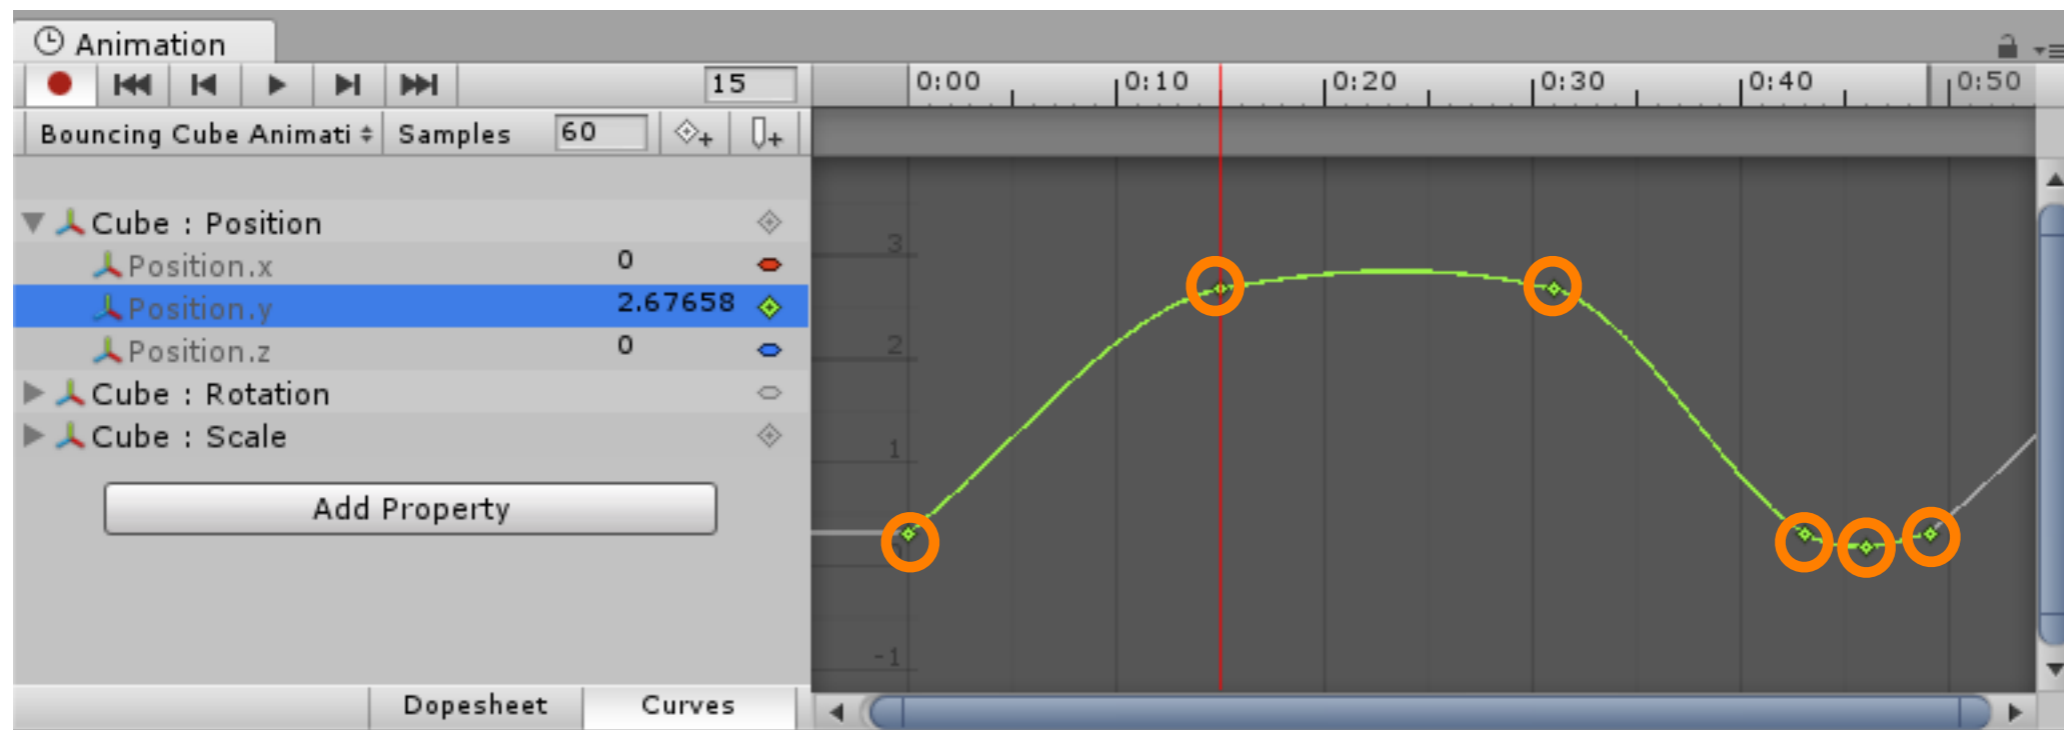 Animation
15 0:00 0:10 0:20 0:30 0:40 0:50
Bouncing Cube Animati Samples 60
Cube : Position
Position.x 0
Position.y 2.67658
Position.z 0
Cube : Rotation
Cube : Scale
Add Property
3
2
1
0
-1
Dopesheet Curves